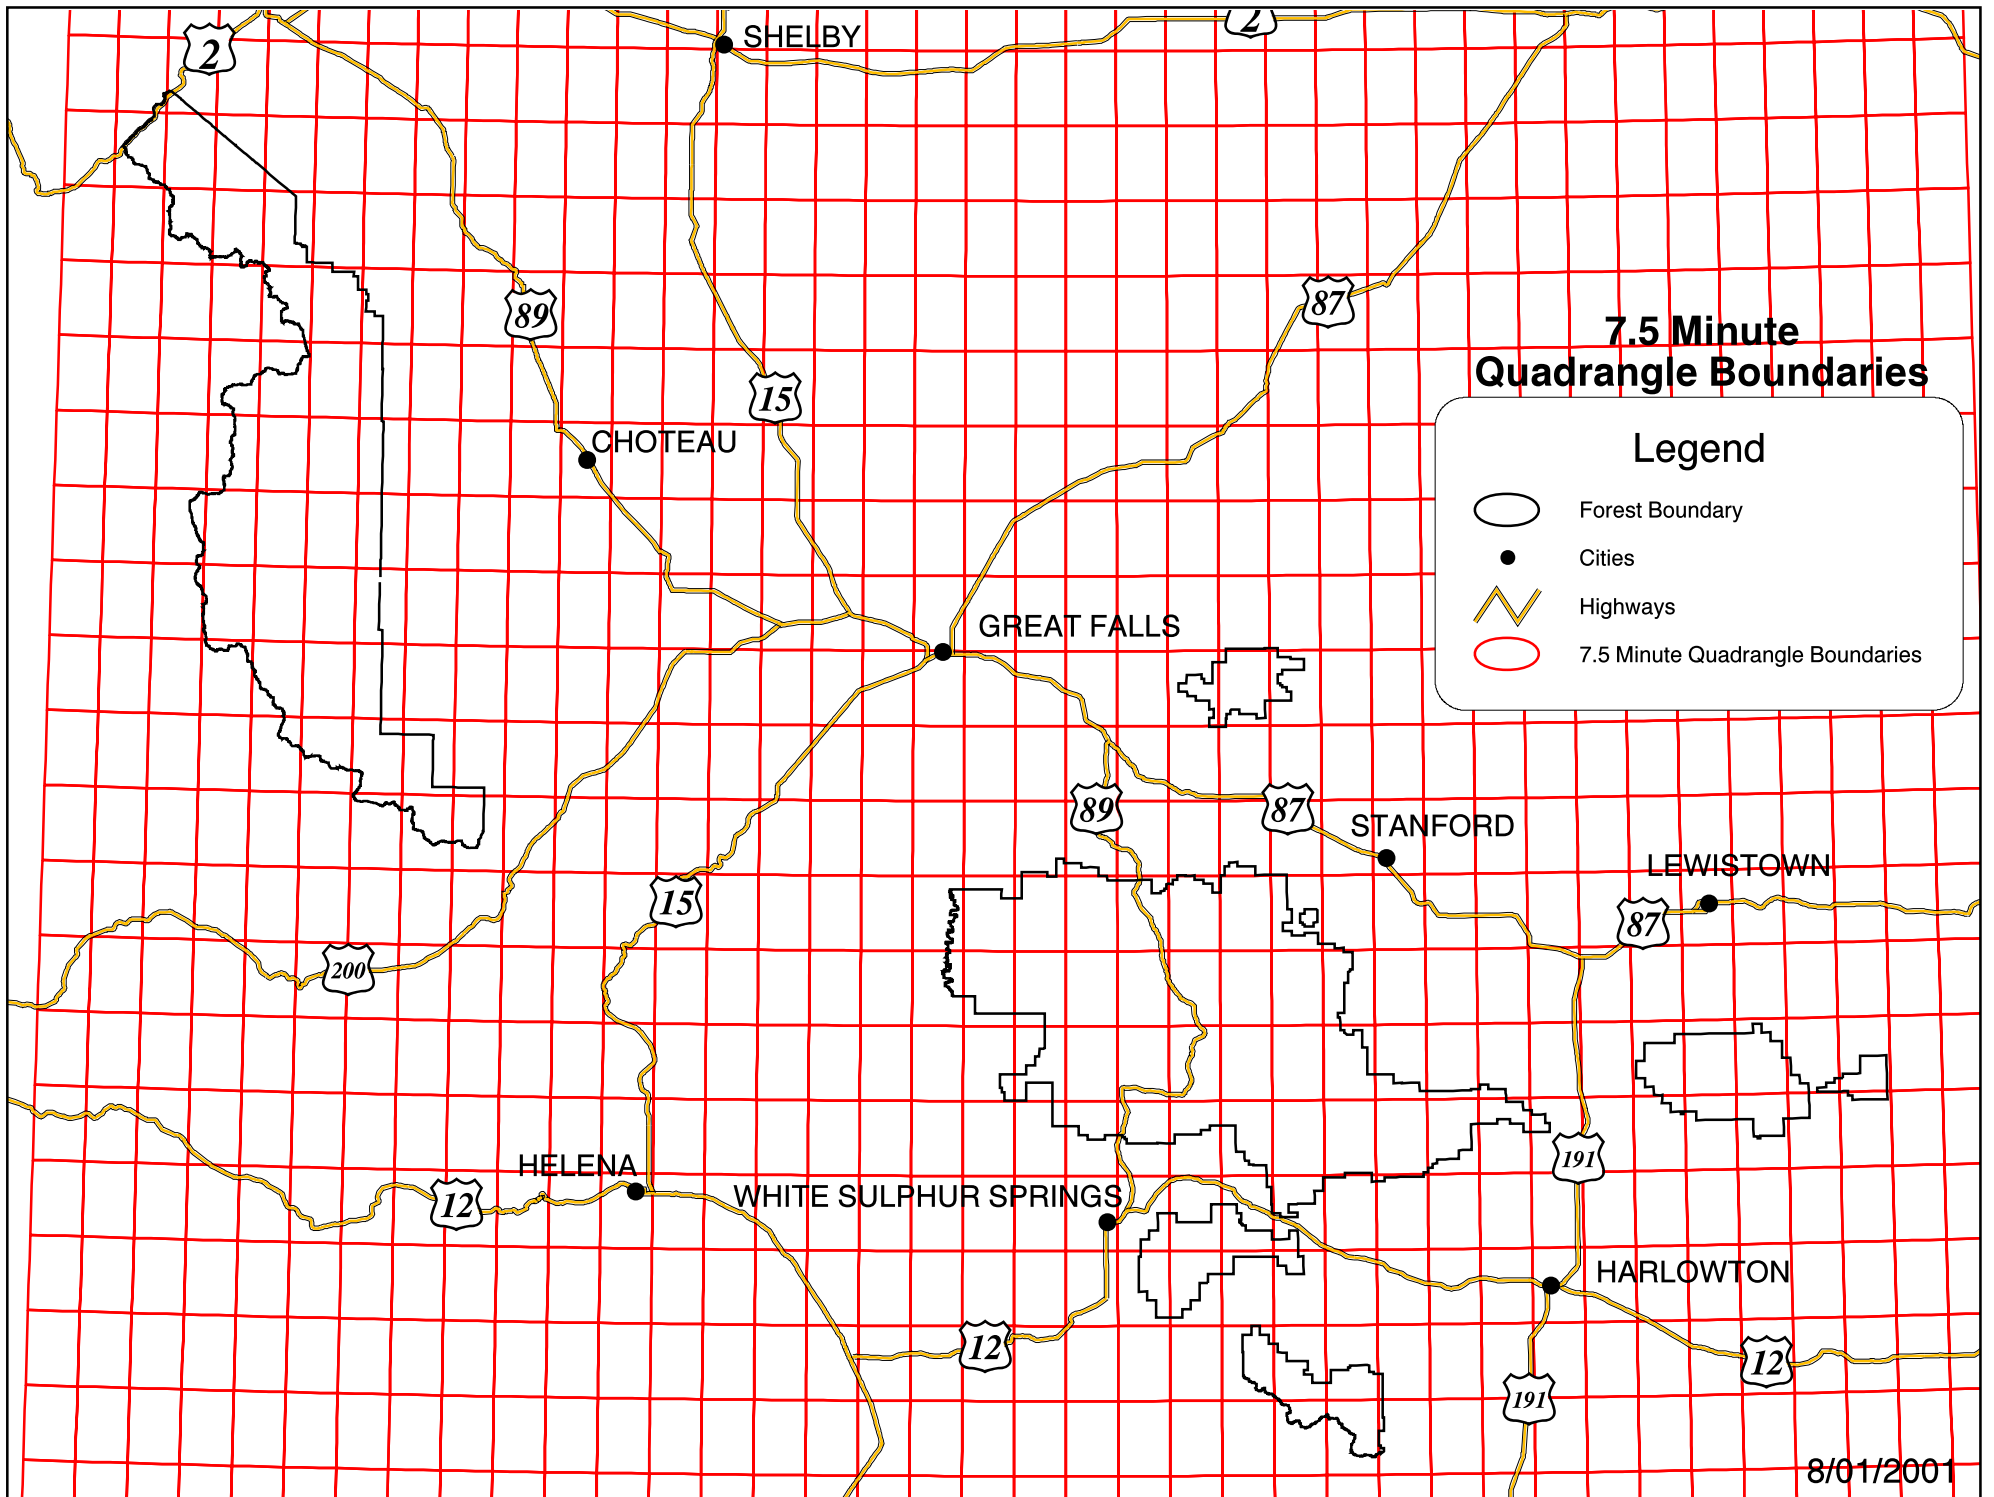 2
SHELBY
2
89
87
7.5 Minute
Quadrangle Boundaries
15
CHOTEAU
Legend
Forest Boundary
Cities
Highways
7.5 Minute Quadrangle Boundaries
GREAT FALLS
89
87
STANFORD
LEWISTOWN
15
87
200
HELENA
191
12
WHITE SULPHUR SPRINGS
HARLOWTON
12
12
191
8/01/2001